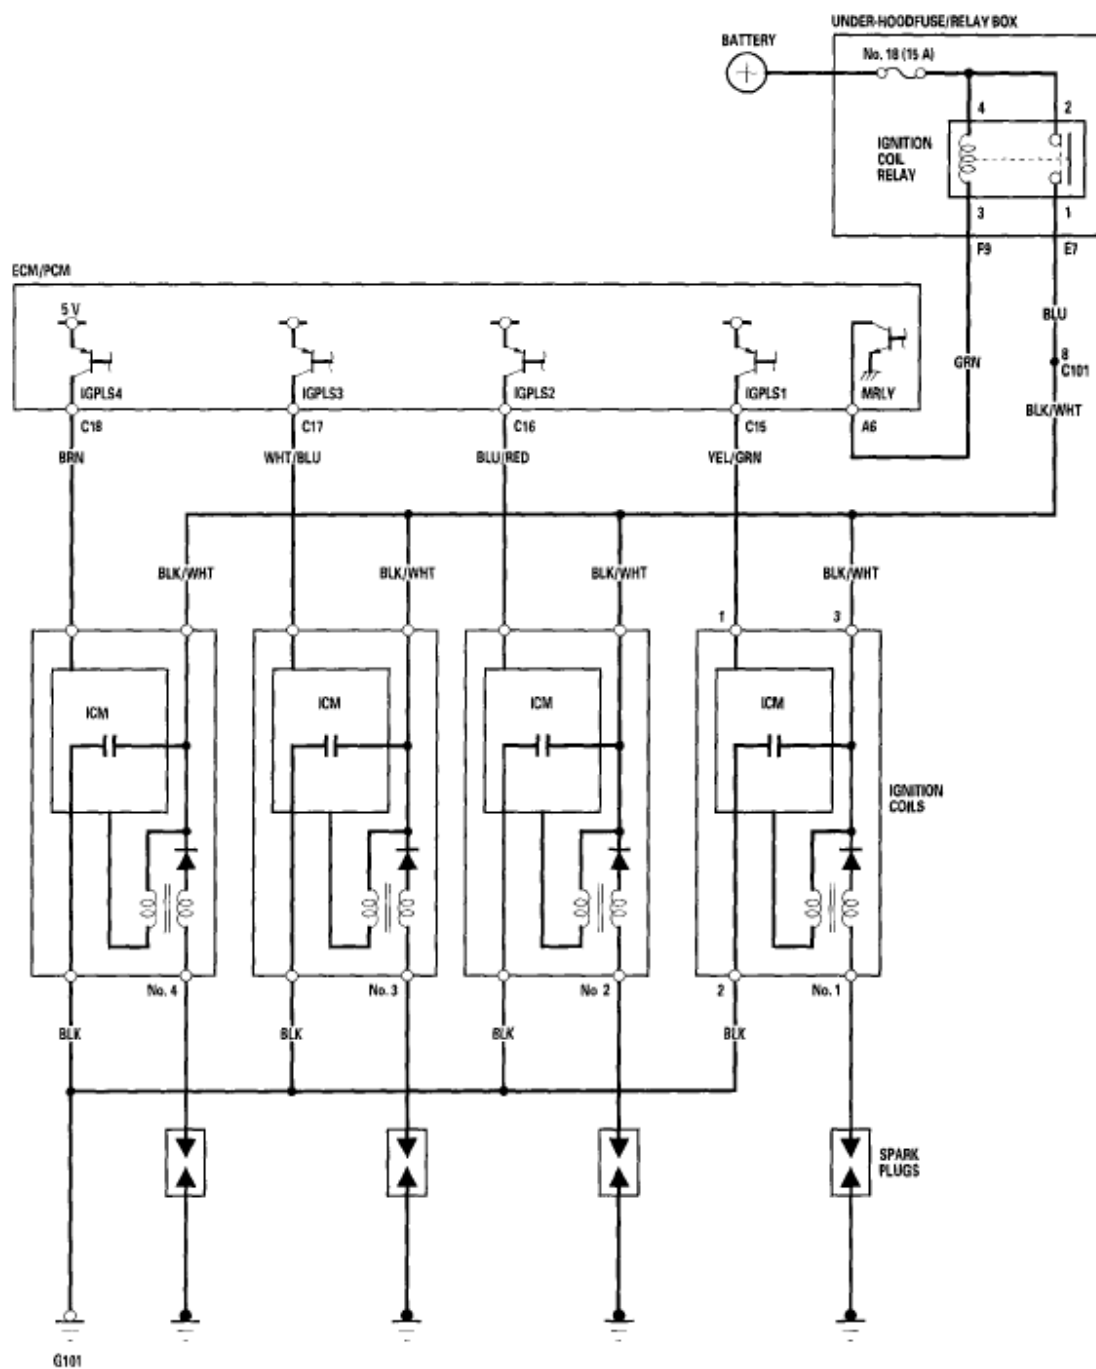 UNDER-HOODFUSE/RELAY BOX
BATTERY
No. 18 (15 A)
4
2
IGNITION
COIL
RELAY
3
1
F9
E7
ECM/PCM
5 V
BLU
GRN
8
C101
IGPLS4
IGPLS3
IGPLS2
IGPLS1
MRLY
BLK/WHT
C18
C17
C16
C15
A6
BRN
WHT/BLU
BLU/RED
YEL/GRN
BLK/WHT
BLK/WHT
BLK/WHT
BLK/WHT
1
3
ICM
ICM
ICM
ICM
IGNITION
COILS
No. 4
No. 3
No 2
2
No. 1
BLK
BLK
BLK
BLK
SPARK
PLUGS
G101